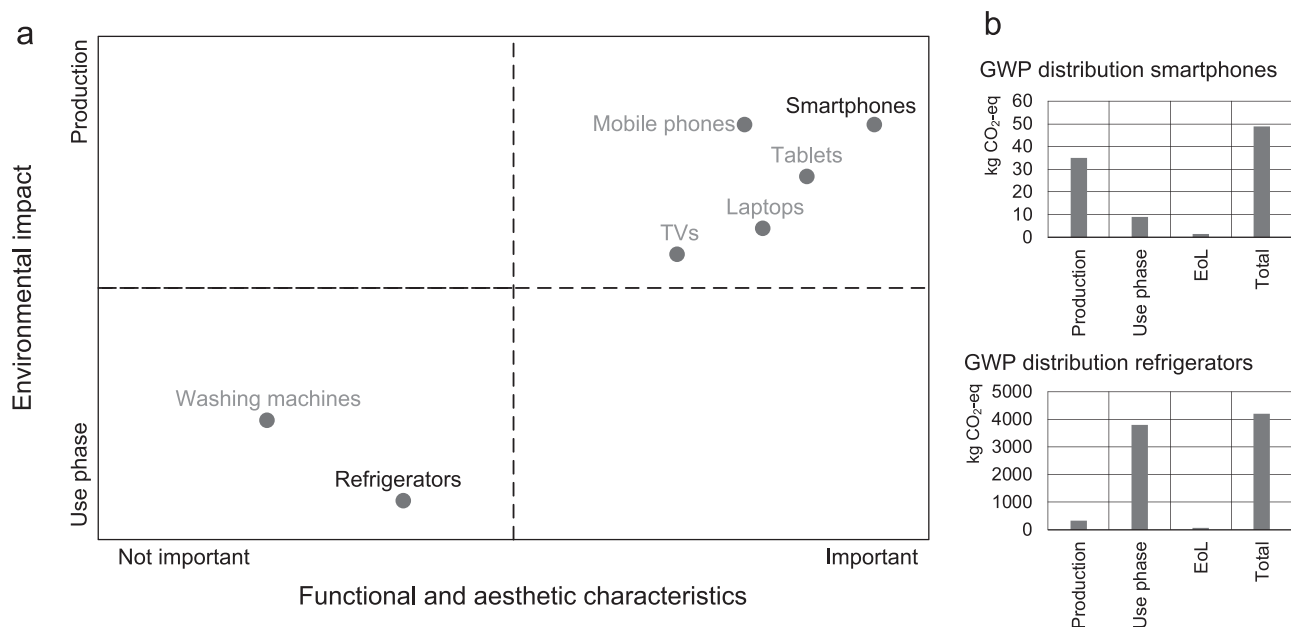 a
Environmental impact
Production
Use phase
Smartphones
Mobile phones
Tablets
Laptops
TVs
Washing machines
Refrigerators
Not important
Important
Functional and aesthetic characteristics
b
GWP distribution smartphones
kg CO₂-eq
60
50
40
30
20
10
0
Production
Use phase
EoL
Total
GWP distribution refrigerators
kg CO₂-eq
5000
4000
3000
2000
1000
0
Production
Use phase
EoL
Total